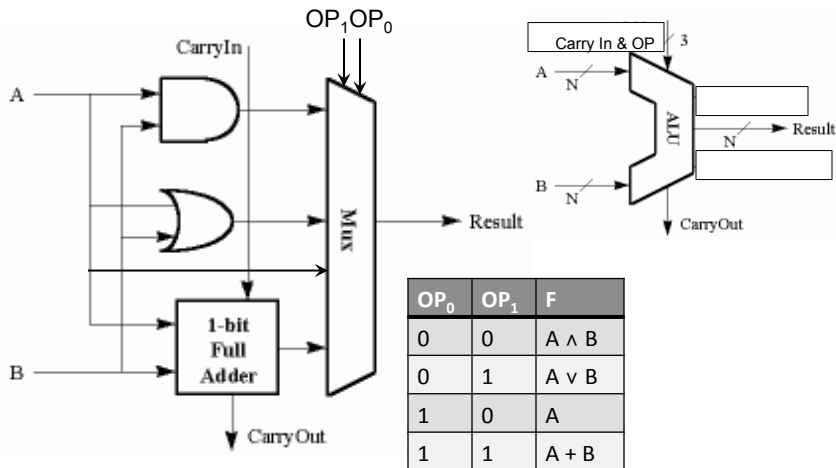 OP₁OP₀
CarryIn
A
B
1-bit
Full
Adder
CarryOut
Mux
Result
Carry In & OP
3
A
N
B
N
ALU
N
Result
CarryOut
OP₀ OP₁ F
0 0 A ∧ B
0 1 A ∨ B
1 0 A
1 1 A + B